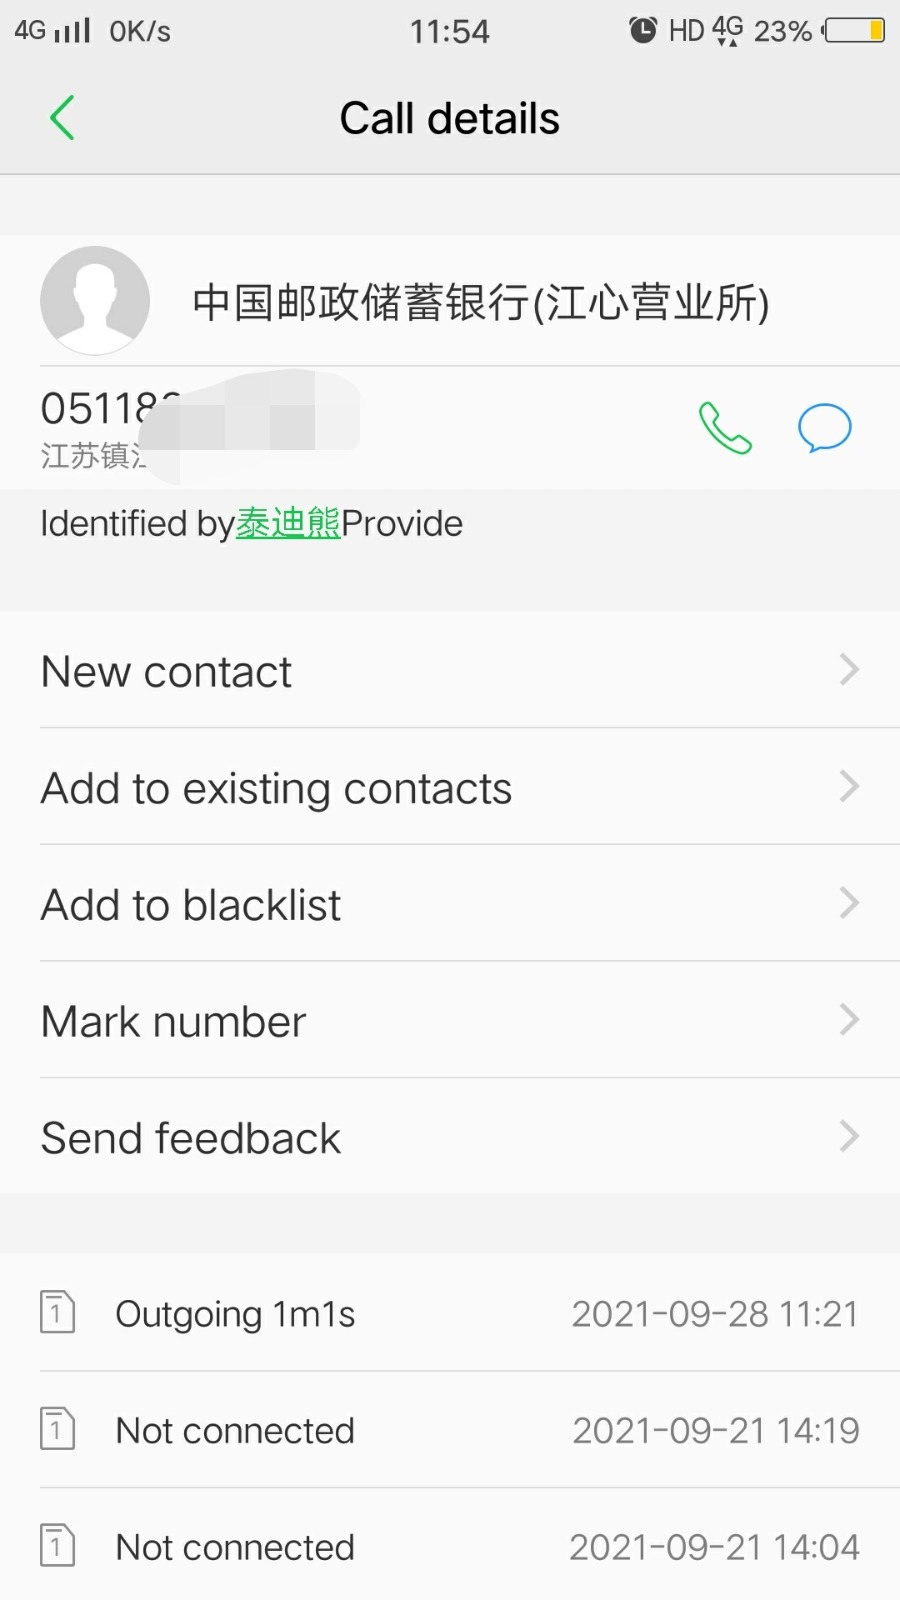 4G 0K/s 11:54 HD 4G 23%
Call details
中国邮政储蓄银行(江心营业所)
05118
江苏镇江
Identified by泰迪熊Provide
New contact
Add to existing contacts
Add to blacklist
Mark number
Send feedback
1 Outgoing 1m1s 2021-09-28 11:21
1 Not connected 2021-09-21 14:19
1 Not connected 2021-09-21 14:04